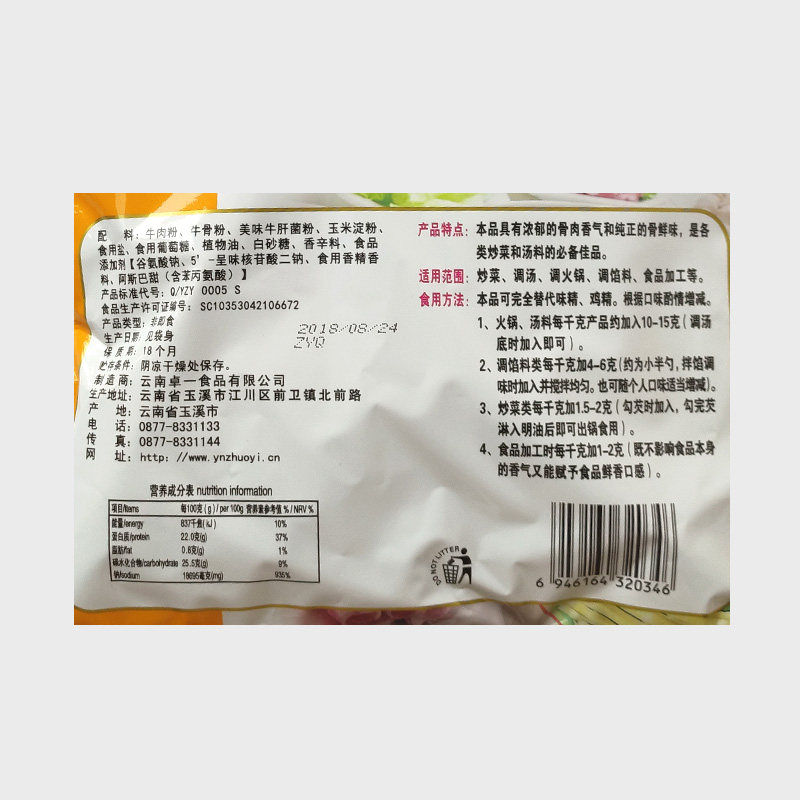 配 料：牛肉粉、牛骨粉、美味牛肝菌粉、玉米淀粉、
食用盐、食用葡萄糖、植物油、白砂糖、香辛料、食品
添加剂【谷氨酸钠、5'-呈味核苷酸二钠、食用香精香
料、阿斯巴甜（含苯丙氨酸）】
产品标准代号：Q/YZY 0005 S
食品生产许可证编号：SC10353042106672
产品类型：非即食
生产日期：见袋身
保 质 期：18个月
贮存条件：阴凉干燥处保存。
制造商：云南卓一食品有限公司
生产地址：云南省玉溪市江川区前卫镇北前路
产 地：云南省玉溪市
电 话：0877-8331133
传 真：0877-8331144
网 址：http：//www.ynzhuoyi.cn
2018/08/24
ZYQ
营养成分表 nutrition information
项目/Items 每100克(g)/per 100g 营养素参考值%/NRV%
能量/energy 837千焦(kJ) 10%
蛋白质/protein 22.0克(g) 37%
脂肪/fat 0.8克(g) 1%
碳水化合物/carbohydrate 25.5克(g) 9%
钠/sodium 18695毫克(mg) 935%
产品特点：本品具有浓郁的骨肉香气和纯正的骨鲜味，是各
类炒菜和汤料的必备佳品。
适用范围：炒菜、调汤、调火锅、调馅料、食品加工等。
食用方法：本品可完全替代味精、鸡精。根据口味酌情增减。
1、火锅、汤料每千克产品约加入10-15克（调汤
底时加入即可）。
2、调馅料类每千克加4-6克(约为小半勺，拌馅调
味时加入并搅拌均匀。也可随个人口味适当增减)。
3、炒菜类每千克加1.5-2克（勾芡时加入，勾完芡
淋入明油后即可出锅食用）。
4、食品加工时每千克加1-2克（既不影响食品本身
的香气又能赋予食品鲜香口感）。
DO NOT LITTER
6 946164 320346